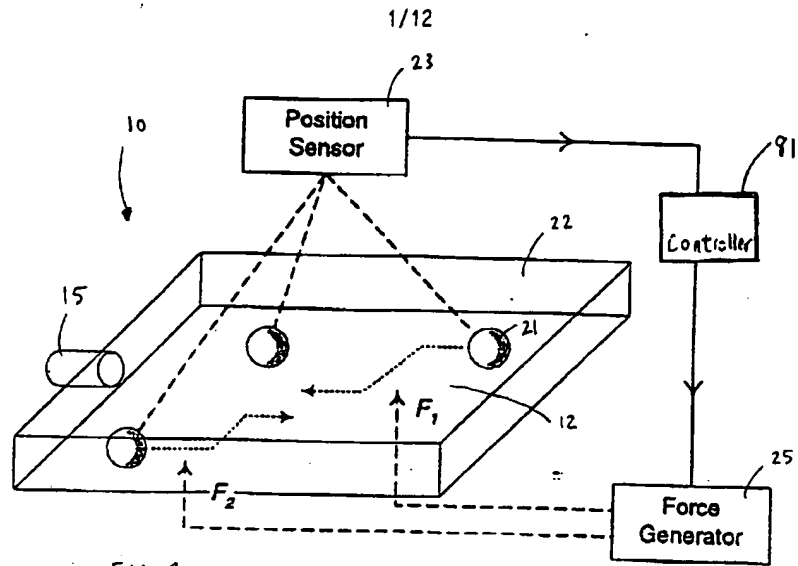 1/12
23
Position
Sensor
10
91
Controller
22
15
21
F1
12
F2
25
Force
Generator